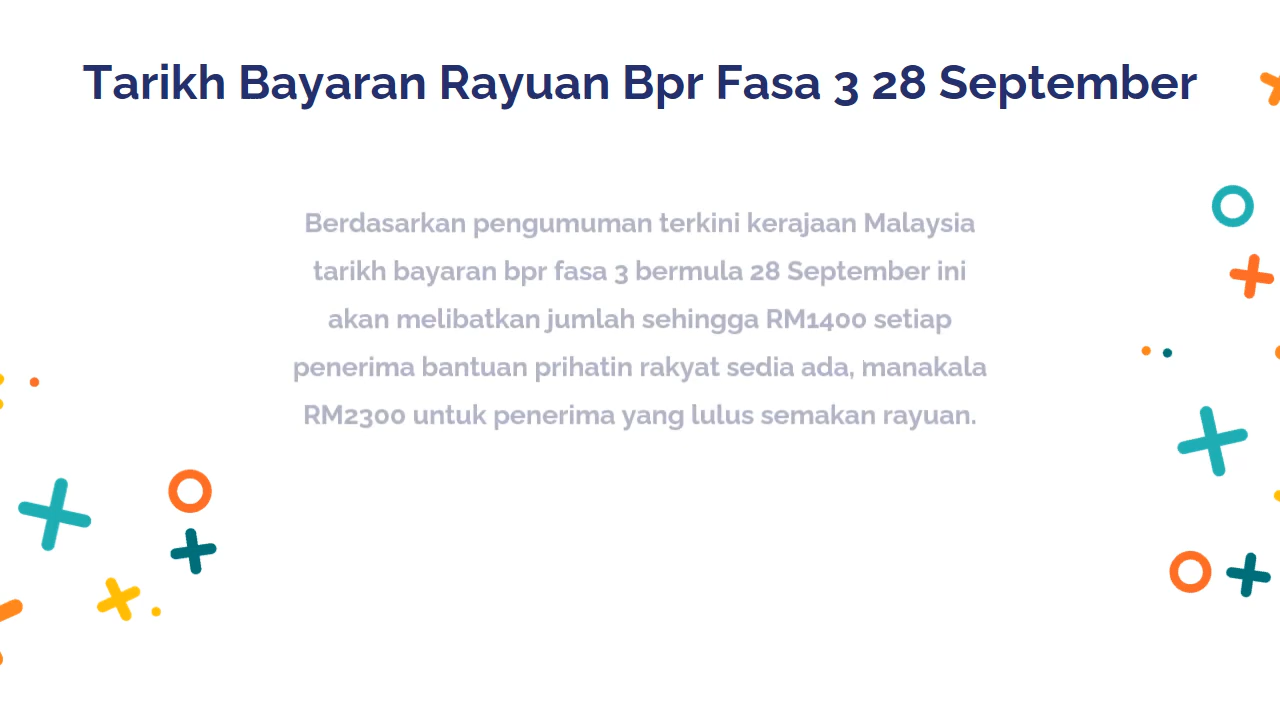 Tarikh Bayaran Rayuan Bpr Fasa 3 28 September
Berdasarkan pengumuman terkini kerajaan Malaysia
tarikh bayaran bpr fasa 3 bermula 28 September ini
akan melibatkan jumlah sehingga RM1400 setiap
penerima bantuan prihatin rakyat sedia ada, manakala
RM2300 untuk penerima yang lulus semakan rayuan.